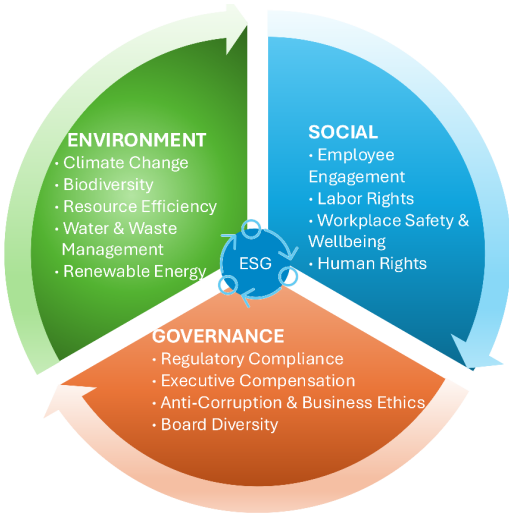 ENVIRONMENT
• Climate Change
• Biodiversity
• Resource Efficiency
• Water & Waste
Management
• Renewable Energy
SOCIAL
• Employee
Engagement
• Labor Rights
• Workplace Safety &
Wellbeing
• Human Rights
ESG
GOVERNANCE
• Regulatory Compliance
• Executive Compensation
• Anti-Corruption & Business Ethics
• Board Diversity